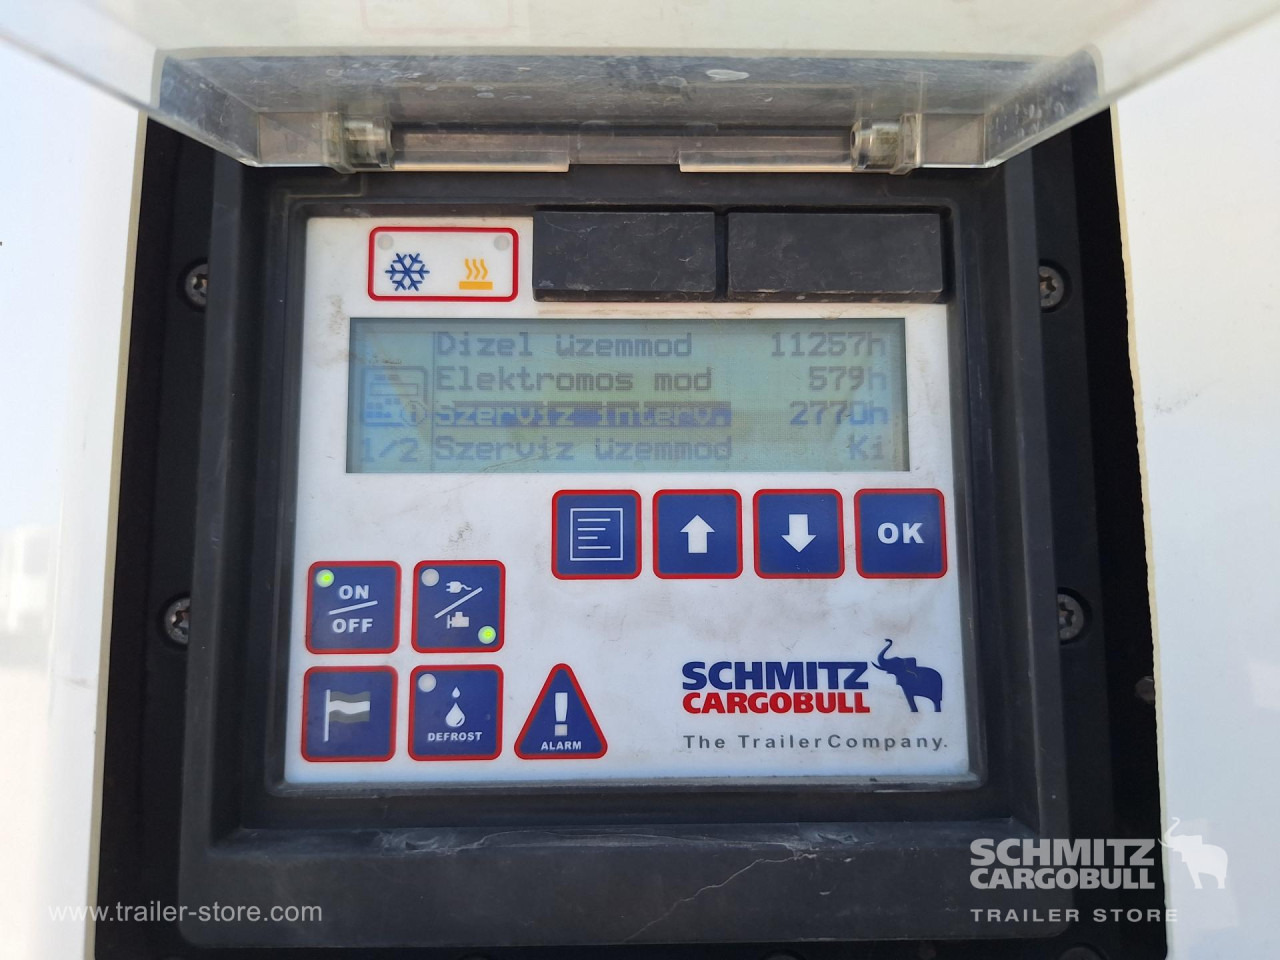 Dizel üzemmod 11257h
Elektromos mod 579h
Szerviz interv. 2770h
1/2 Szerviz üzemmod Ki
OK
ON
OFF
DEFROST
ALARM
SCHMITZ
CARGOBULL
The TrailerCompany.
SCHMITZ
CARGOBULL
TRAILER STORE
www.trailer-store.com